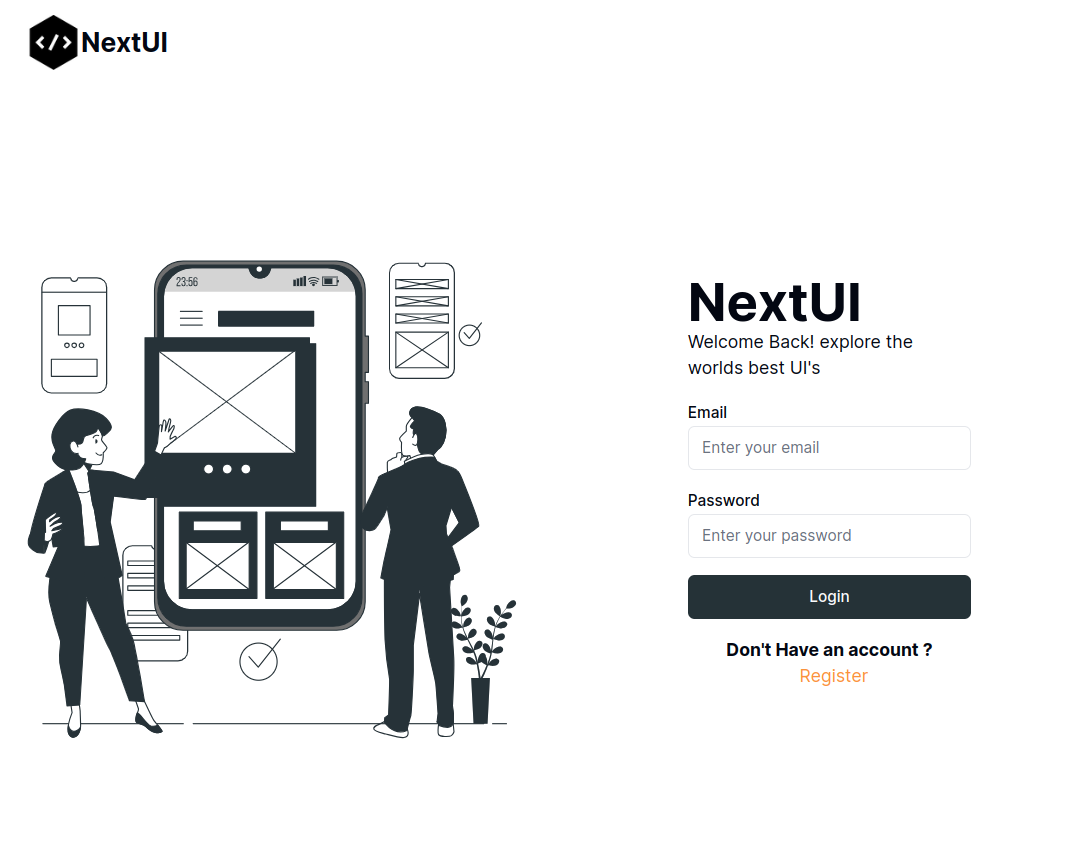 NextUI
23:56
NextUI
Welcome Back! explore the
worlds best UI's
Email
Enter your email
Password
Enter your password
Login
Don't Have an account ?
Register